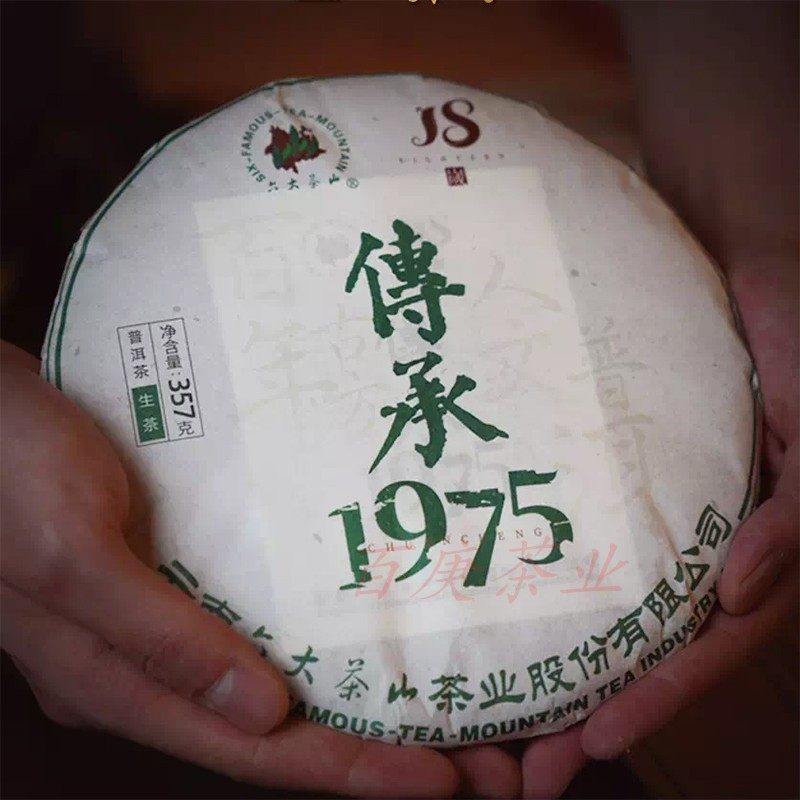 SIX-FAMOUS-TEA-MOUNTAIN
六大茶山®
JS
傳承
1975
CHUANCHENG
普洱茶 生茶
净含量:357克
百庚茶业
六大茶山茶业股份有限公司
FAMOUS-TEA-MOUNTAIN TEA INDUSTRY